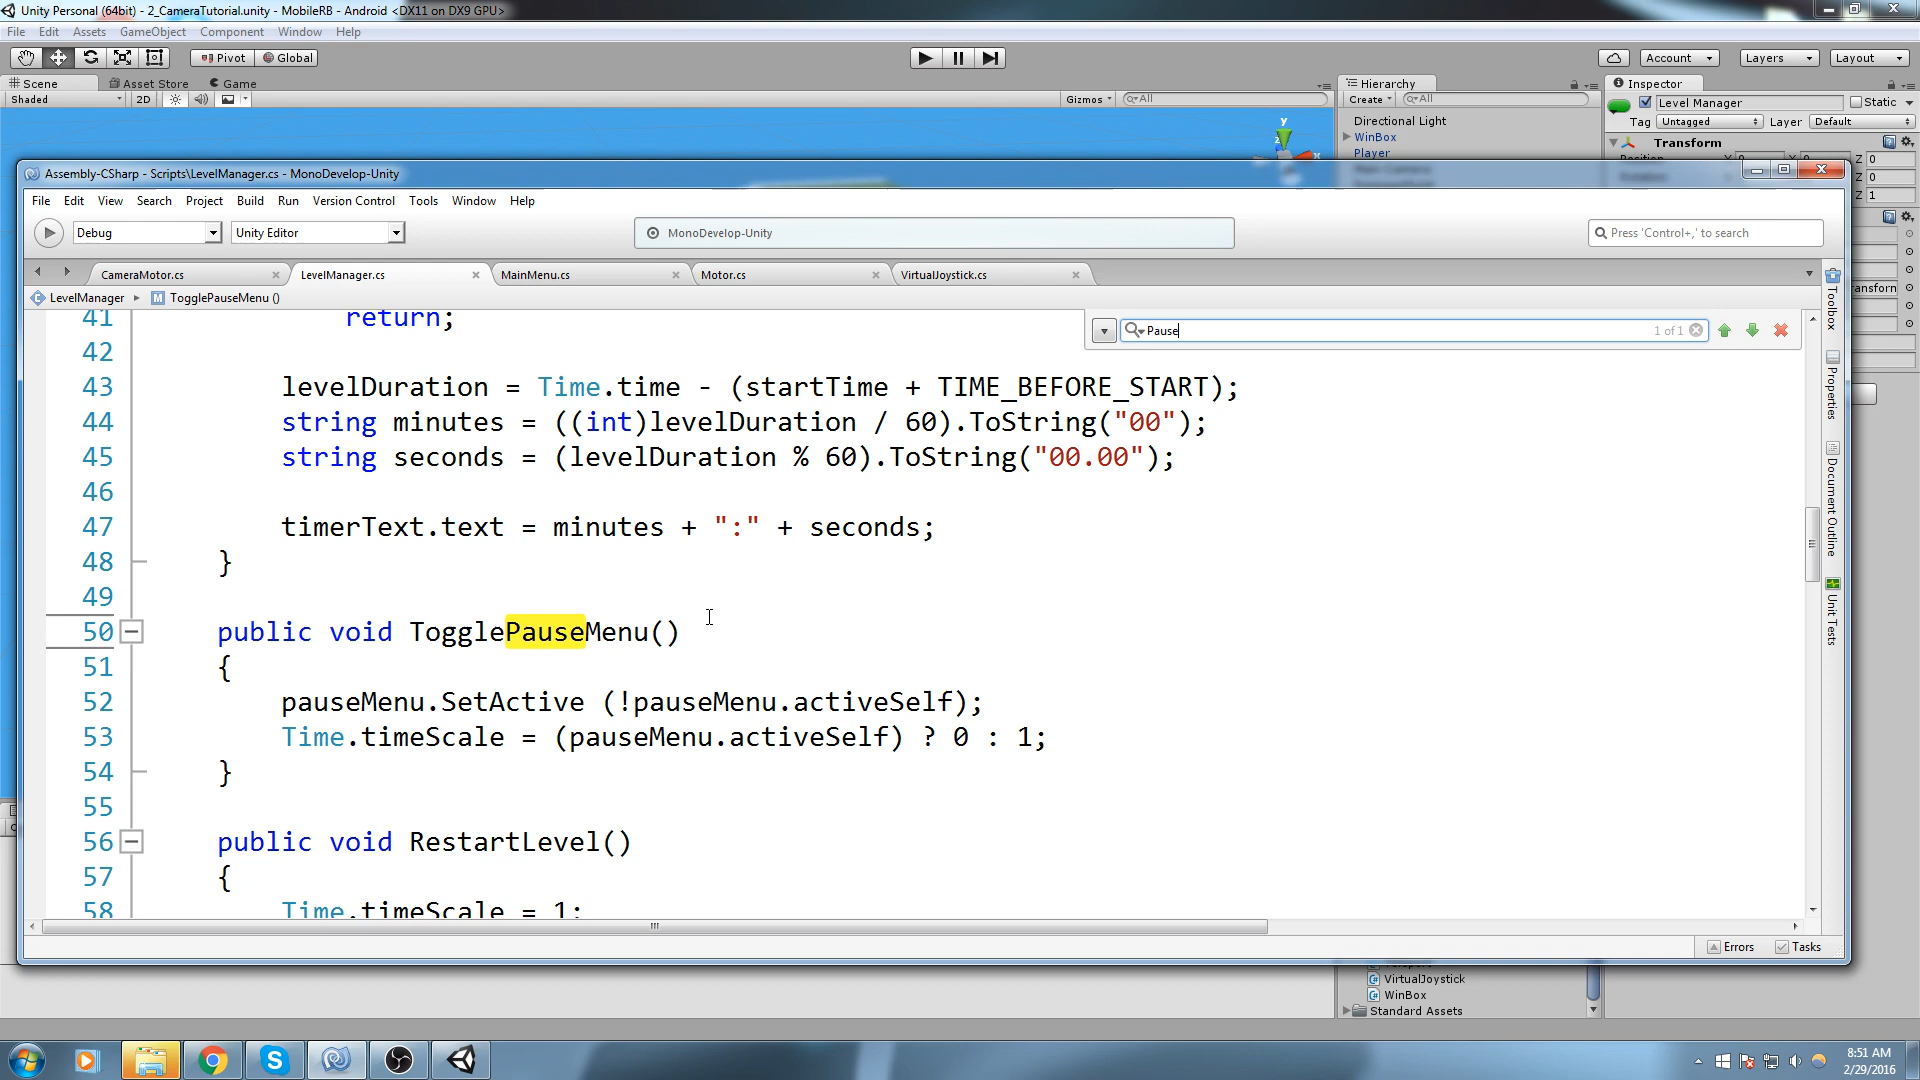 Unity Personal (64bit) - 2_CameraTutorial.unity - MobileRB - Android <DX11 on DX9 GPU>
File Edit Assets GameObject Component Window Help
Pivot Global Account Layers Layout
Scene Asset Store Game Hierarchy Inspector
Shaded 2D Gizmos All Create All Level Manager Static
Directional Light Tag Untagged Layer Default
WinBox Transform
Player
y
x
Z 0
Z 0
Z 1
Assembly-CSharp - Scripts\LevelManager.cs - MonoDevelop-Unity
File Edit View Search Project Build Run Version Control Tools Window Help
Debug Unity Editor MonoDevelop-Unity Press 'Control+,' to search
CameraMotor.cs LevelManager.cs MainMenu.cs Motor.cs VirtualJoystick.cs
LevelManager TogglePauseMenu ()
Pause 1 of 1
41 return;
42
43 levelDuration = Time.time - (startTime + TIME_BEFORE_START);
44 string minutes = ((int)levelDuration / 60).ToString("00");
45 string seconds = (levelDuration % 60).ToString("00.00");
46
47 timerText.text = minutes + ":" + seconds;
48 }
49
50 public void TogglePauseMenu()
51 {
52 pauseMenu.SetActive (!pauseMenu.activeSelf);
53 Time.timeScale = (pauseMenu.activeSelf) ? 0 : 1;
54 }
55
56 public void RestartLevel()
57 {
58 Time.timeScale = 1;
Toolbox
Properties
Document Outline
Unit Tests
ansform
Errors Tasks
VirtualJoystick
WinBox
Standard Assets
8:51 AM
2/29/2016